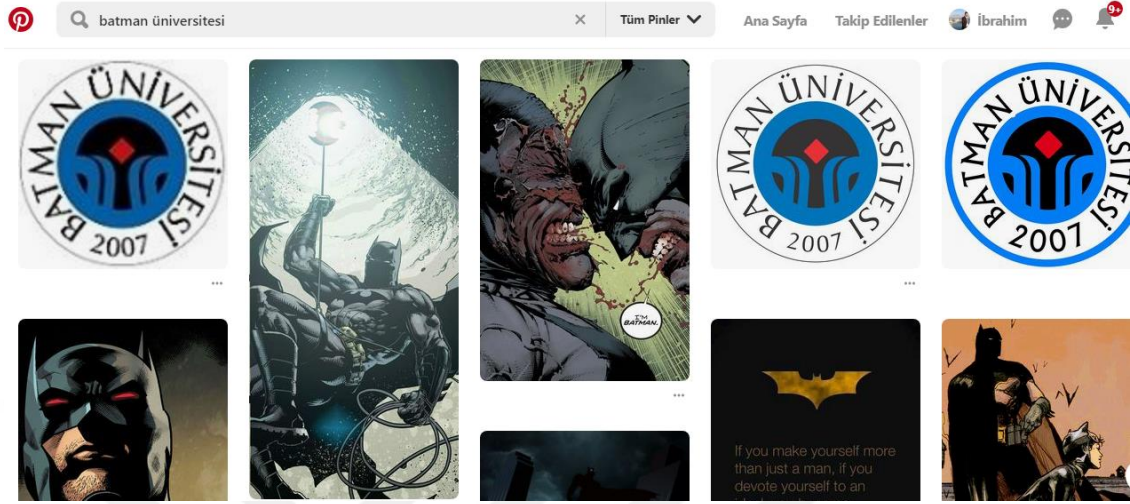 batman üniversitesi
Tüm Pinler
Ana Sayfa
Takip Edilenler
İbrahim
9+
BATMAN ÜNİVERSİTESİ
2007
I'M
BATMAN.
BATMAN ÜNİVERSİTESİ
2007
BATMAN ÜNİVERSİTESİ
2007
If you make yourself more
than just a man, if you
devote yourself to an